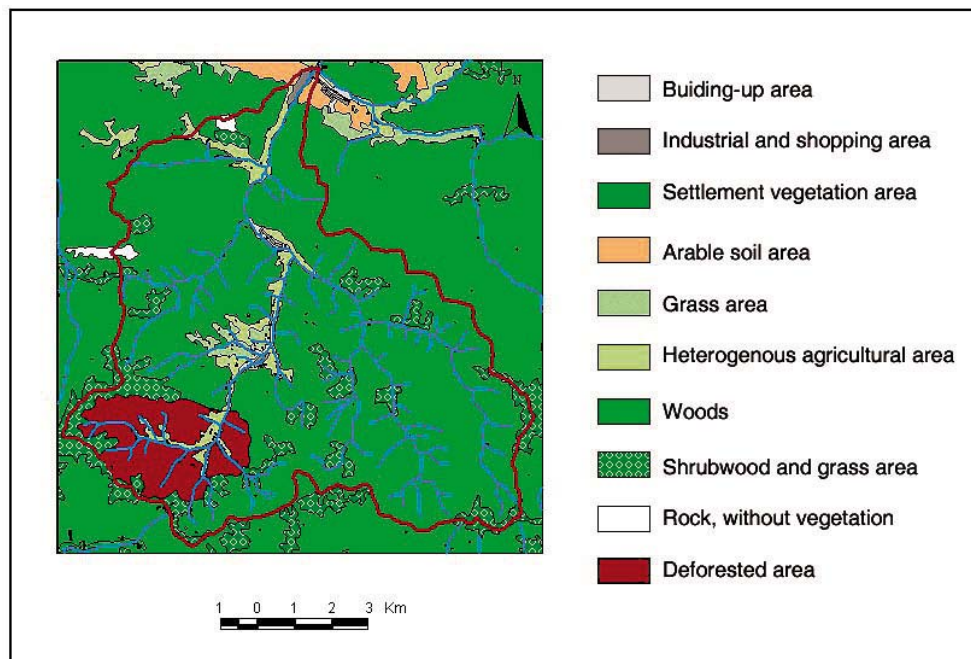 N
Buiding-up area
Industrial and shopping area
Settlement vegetation area
Arable soil area
Grass area
Heterogenous agricultural area
Woods
Shrubwood and grass area
Rock, without vegetation
Deforested area
1 0 1 2 3 Km